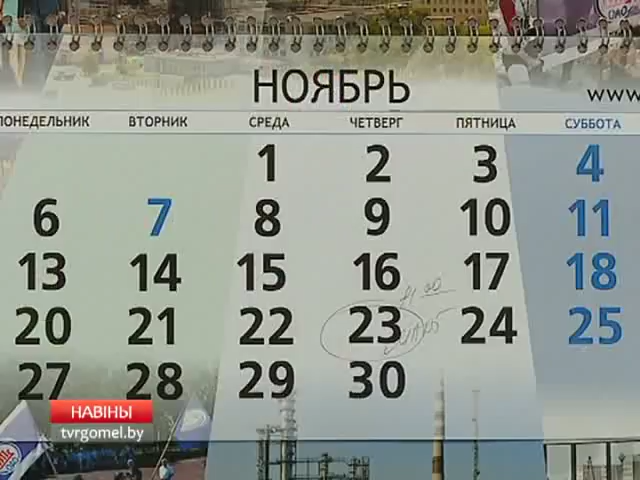 НОЯБРЬ
www.
ПОНЕДЕЛЬНИК ВТОРНИК СРЕДА ЧЕТВЕРГ ПЯТНИЦА СУББОТА
1 2 3 4
6 7 8 9 10 11
13 14 15 16 17 18
20 21 22 23 24 25
27 28 29 30
НАВІНЫ
tvrgomel.by